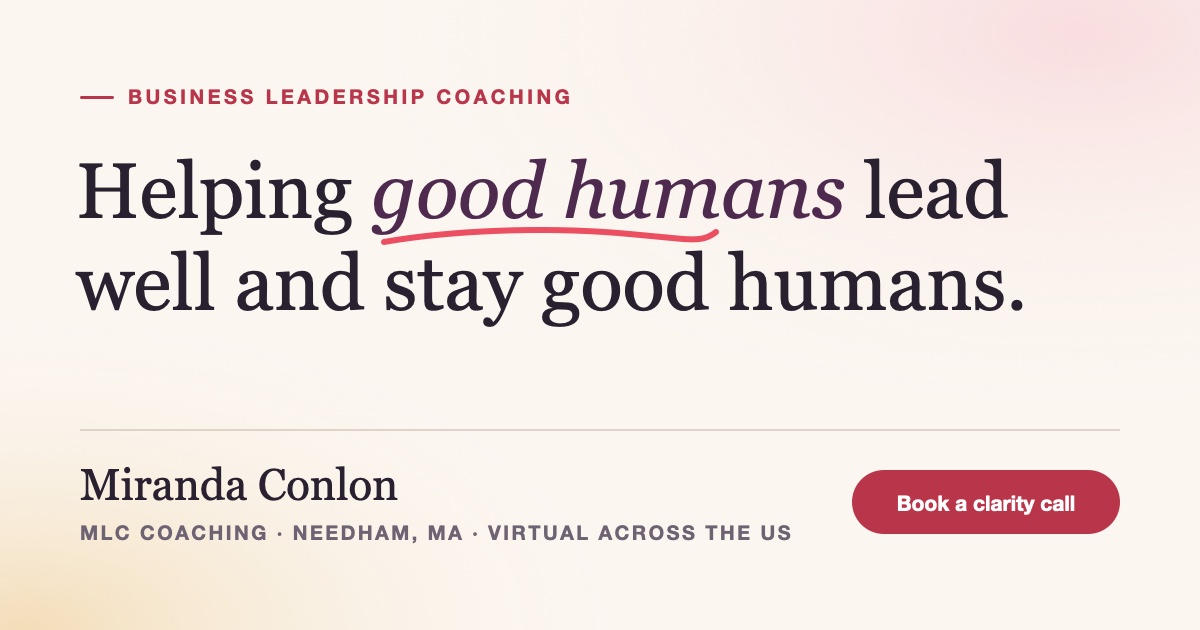 BUSINESS LEADERSHIP COACHING
Helping good humans lead
well and stay good humans.
Miranda Conlon
MLC COACHING · NEEDHAM, MA · VIRTUAL ACROSS THE US
Book a clarity call